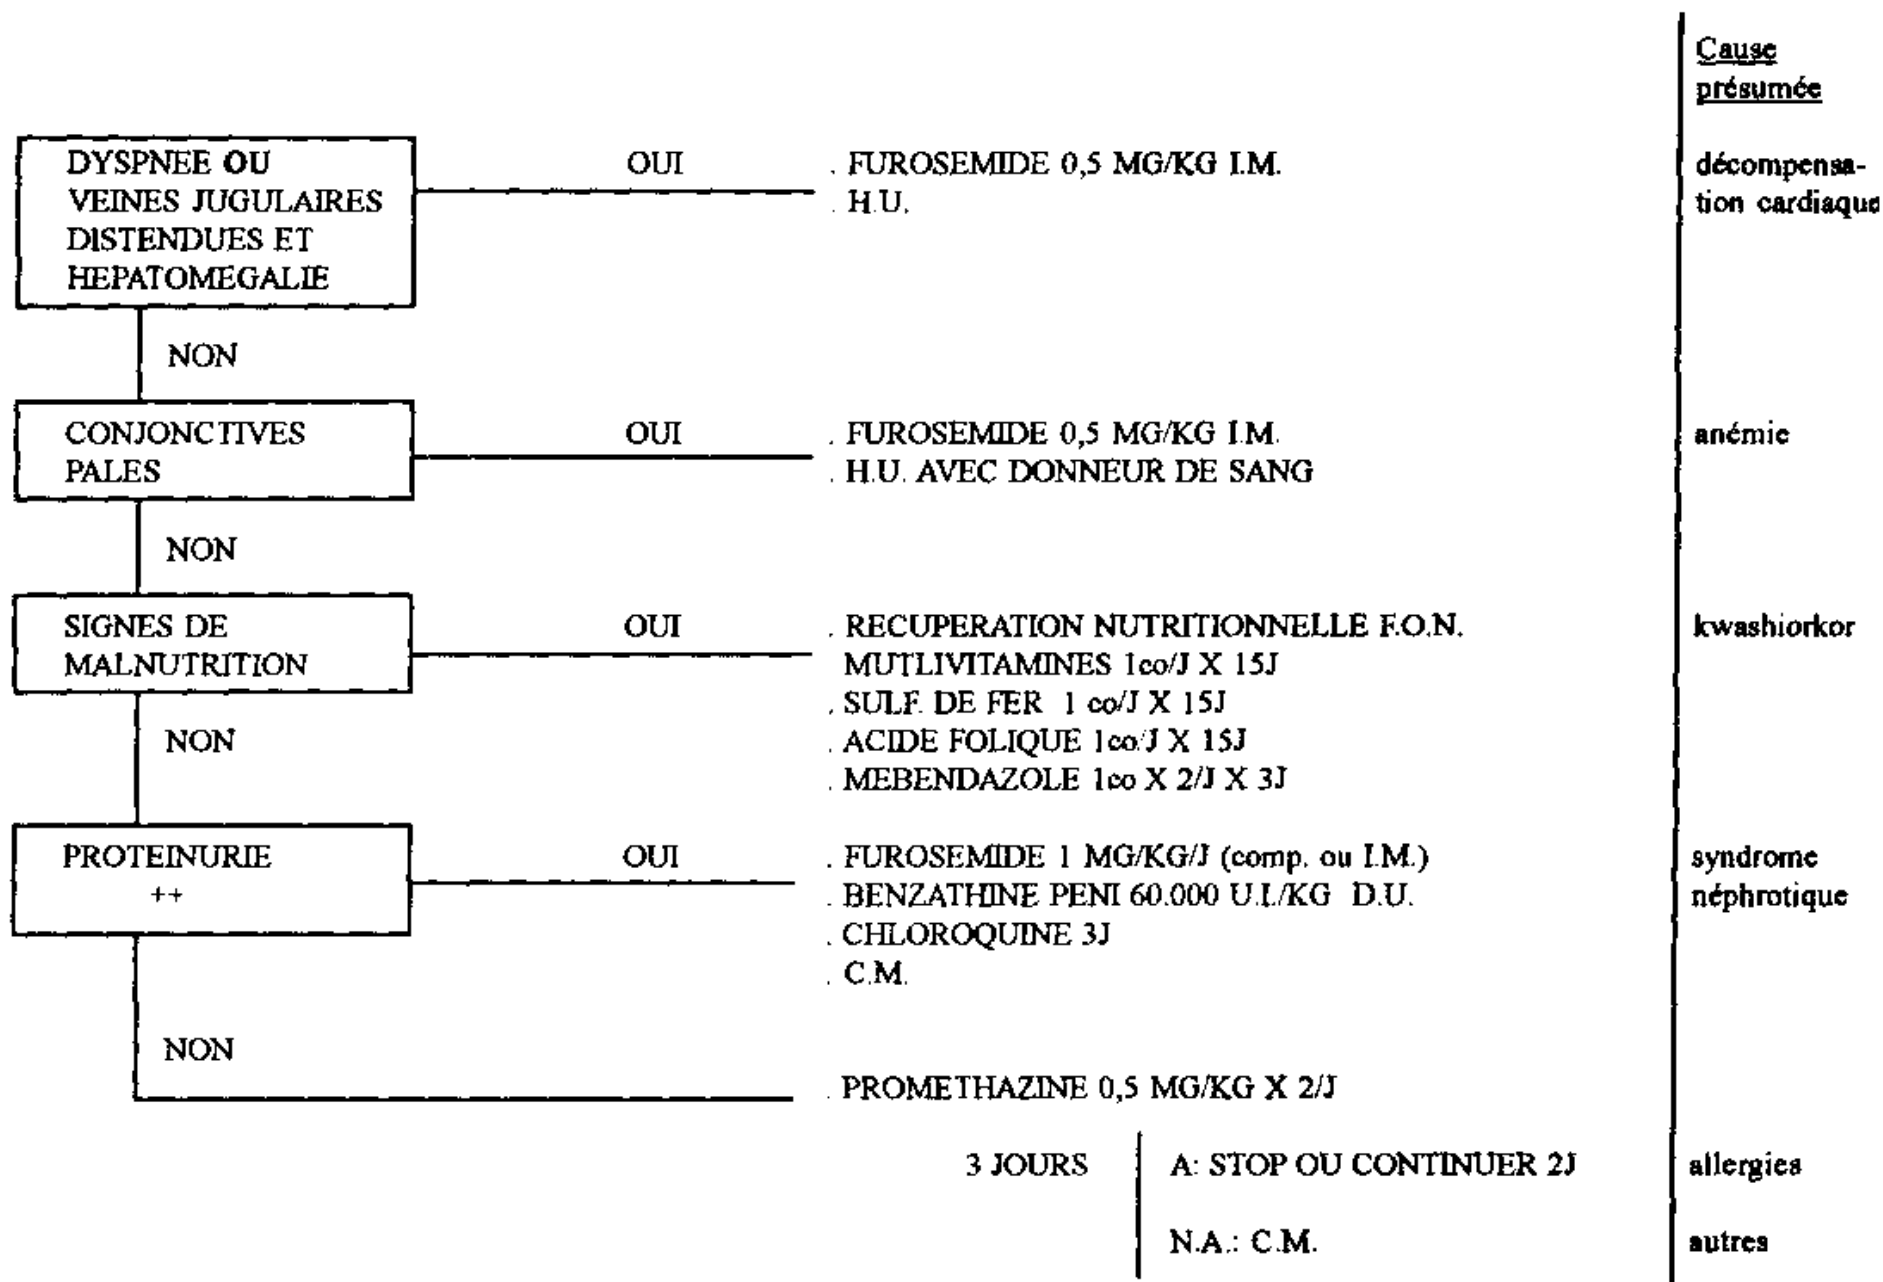 Cause
présumée
DYSPNEE OU
VEINES JUGULAIRES
DISTENDUES ET
HEPATOMEGALIE
OUI
. FUROSEMIDE 0,5 MG/KG I.M.
. H.U.
décompensa-
tion cardiaque
NON
CONJONCTIVES
PALES
OUI
. FUROSEMIDE 0,5 MG/KG I.M.
. H.U. AVEC DONNEUR DE SANG
anémie
NON
SIGNES DE
MALNUTRITION
OUI
. RECUPERATION NUTRITIONNELLE F.O.N.
MUTLIVITAMINES 1co/J X 15J
. SULF. DE FER 1 co/J X 15J
. ACIDE FOLIQUE 1co/J X 15J
. MEBENDAZOLE 1co X 2/J X 3J
kwashiorkor
NON
PROTEINURIE
++
OUI
. FUROSEMIDE 1 MG/KG/J (comp. ou I.M.)
. BENZATHINE PENI 60.000 U.I./KG D.U.
. CHLOROQUINE 3J
. C.M.
syndrome
néphrotique
NON
. PROMETHAZINE 0,5 MG/KG X 2/J
3 JOURS
A: STOP OU CONTINUER 2J
allergies
N.A.: C.M.
autres